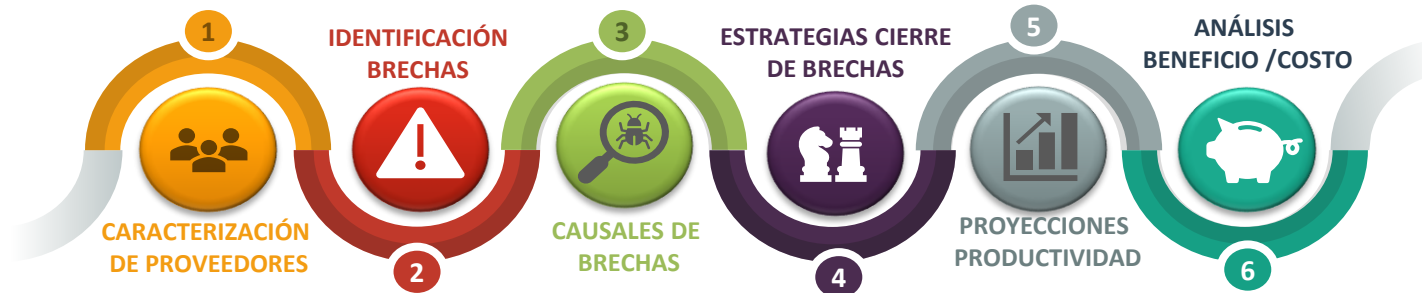 1
CARACTERIZACIÓN
DE PROVEEDORES
IDENTIFICACIÓN
BRECHAS
2
3
CAUSALES DE
BRECHAS
ESTRATEGIAS CIERRE
DE BRECHAS
4
5
PROYECCIONES
PRODUCTIVIDAD
ANÁLISIS
BENEFICIO /COSTO
6